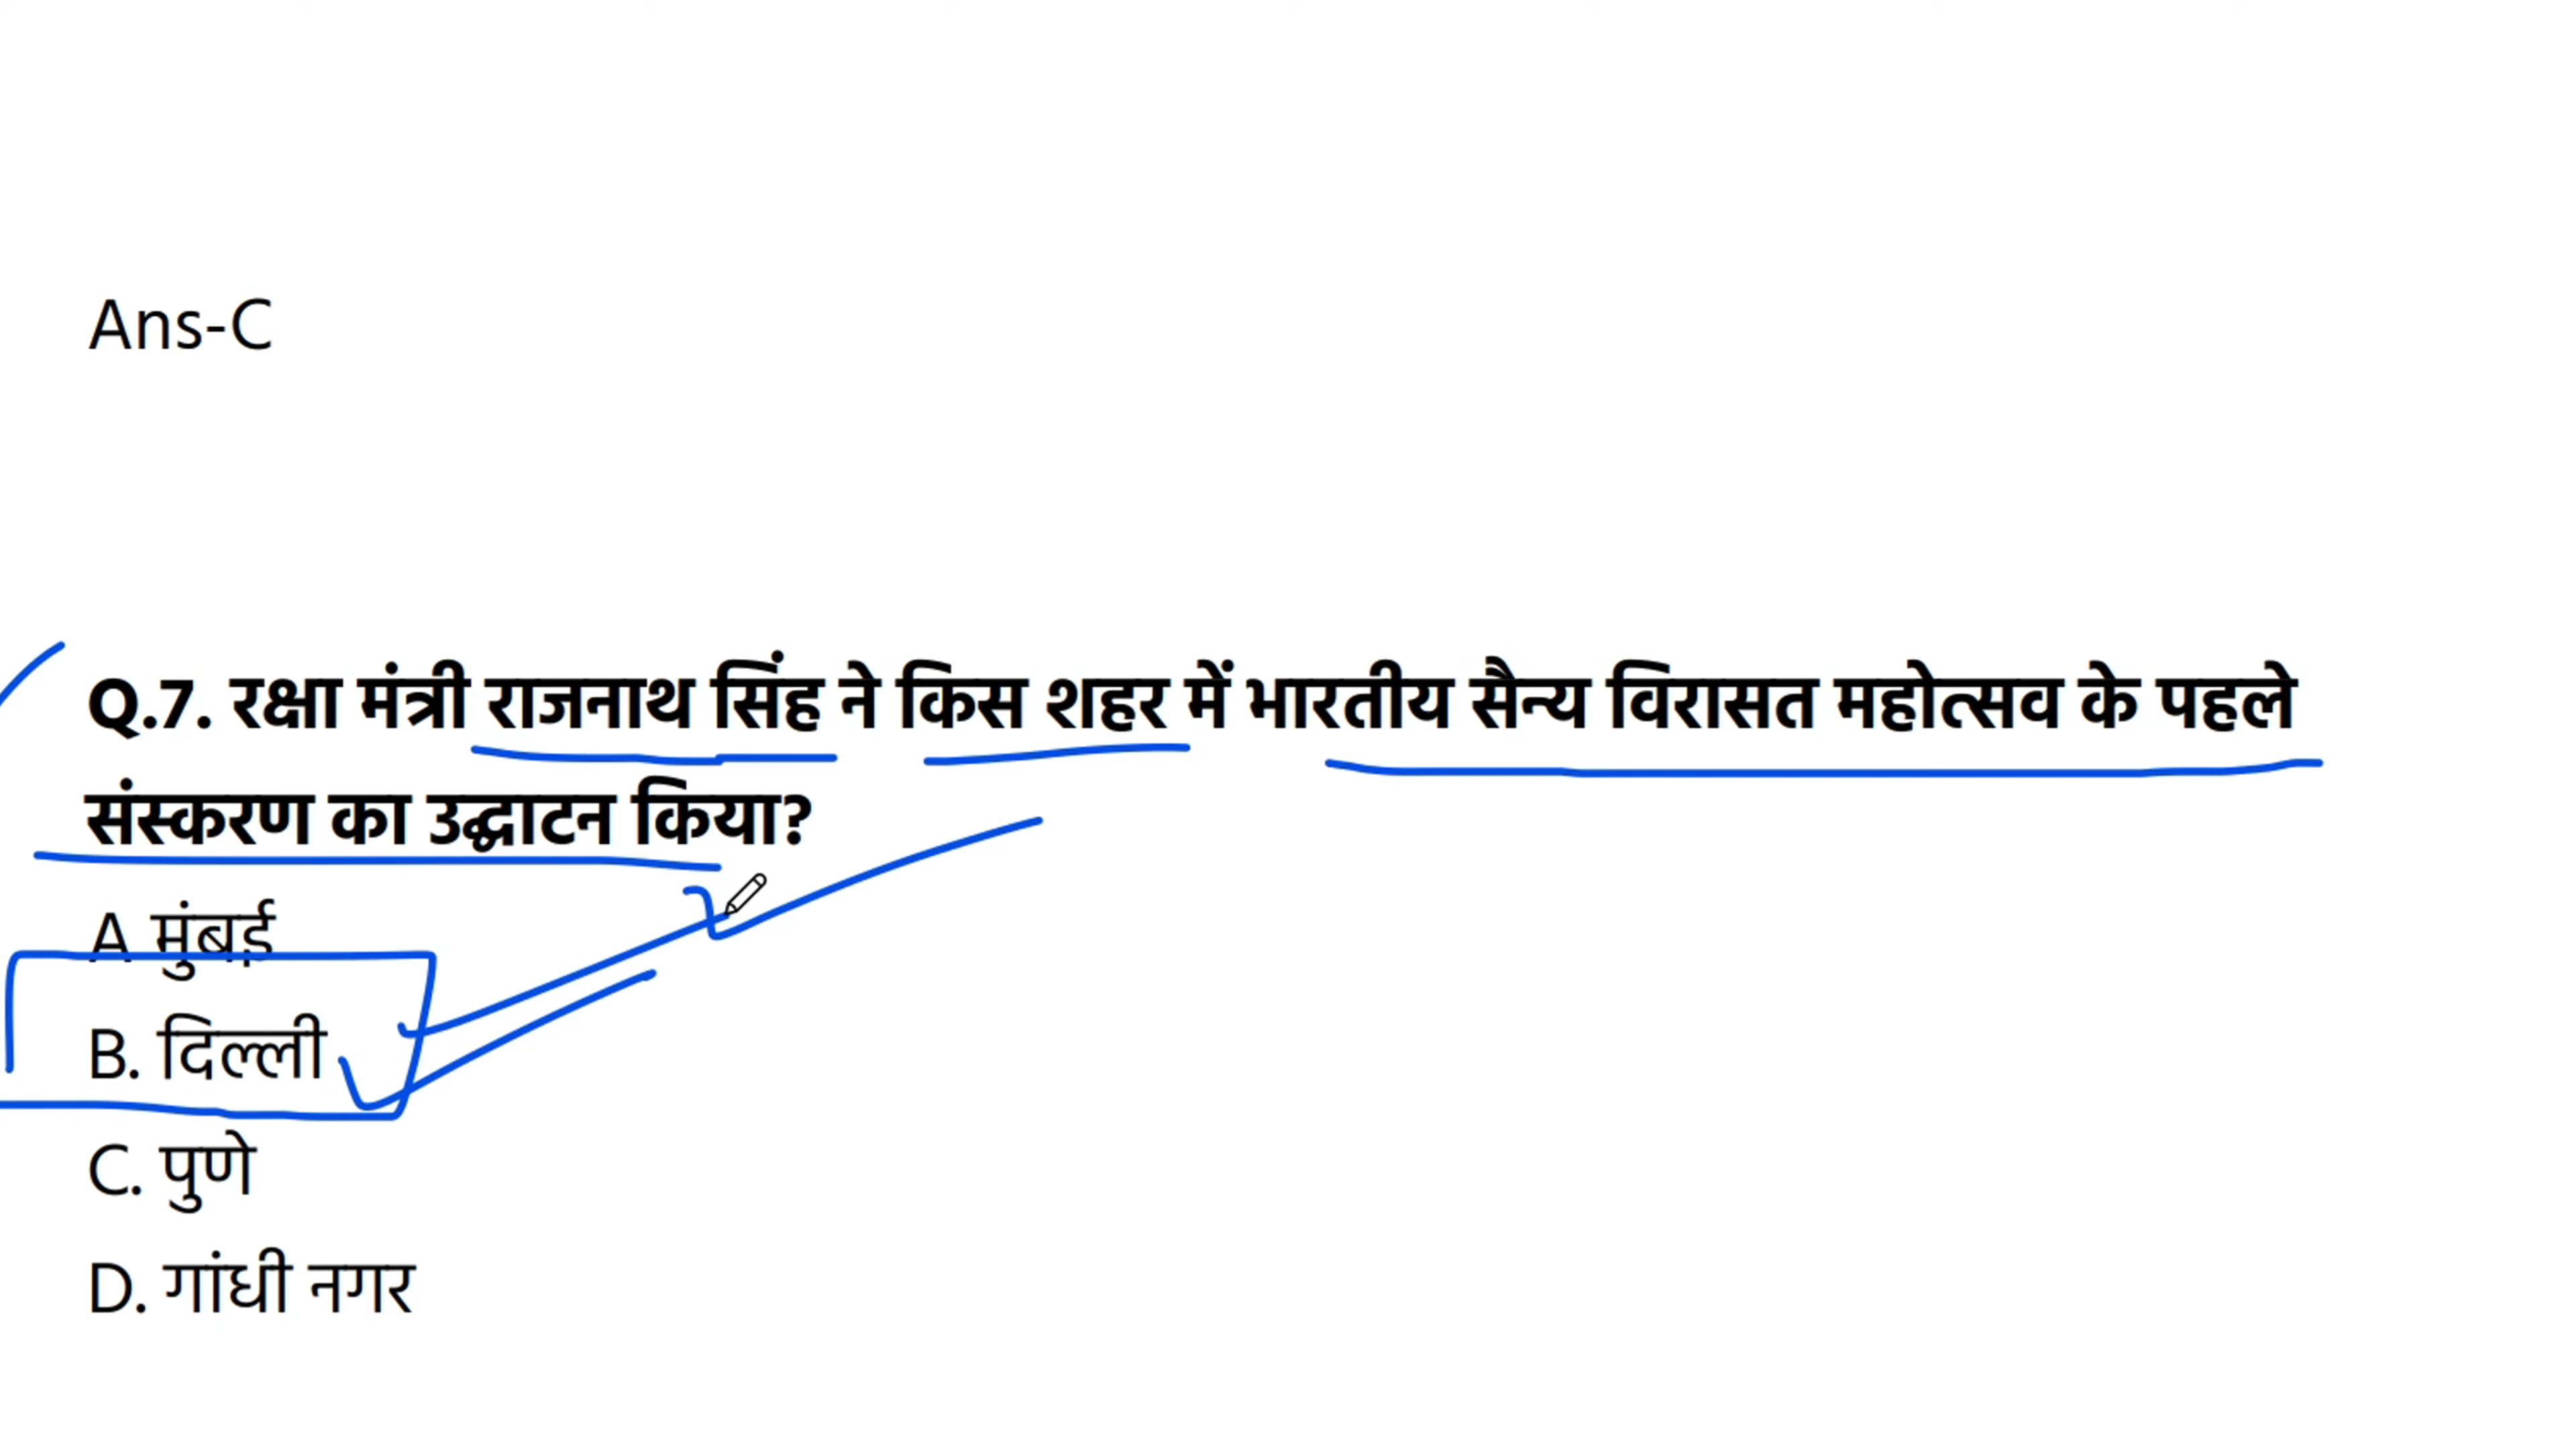 Ans-C
Q.7. रक्षा मंत्री राजनाथ सिंह ने किस शहर में भारतीय सैन्य विरासत महोत्सव के पहले
संस्करण का उद्घाटन किया?
A मुंबई
B. दिल्ली
C. पुणे
D. गांधी नगर